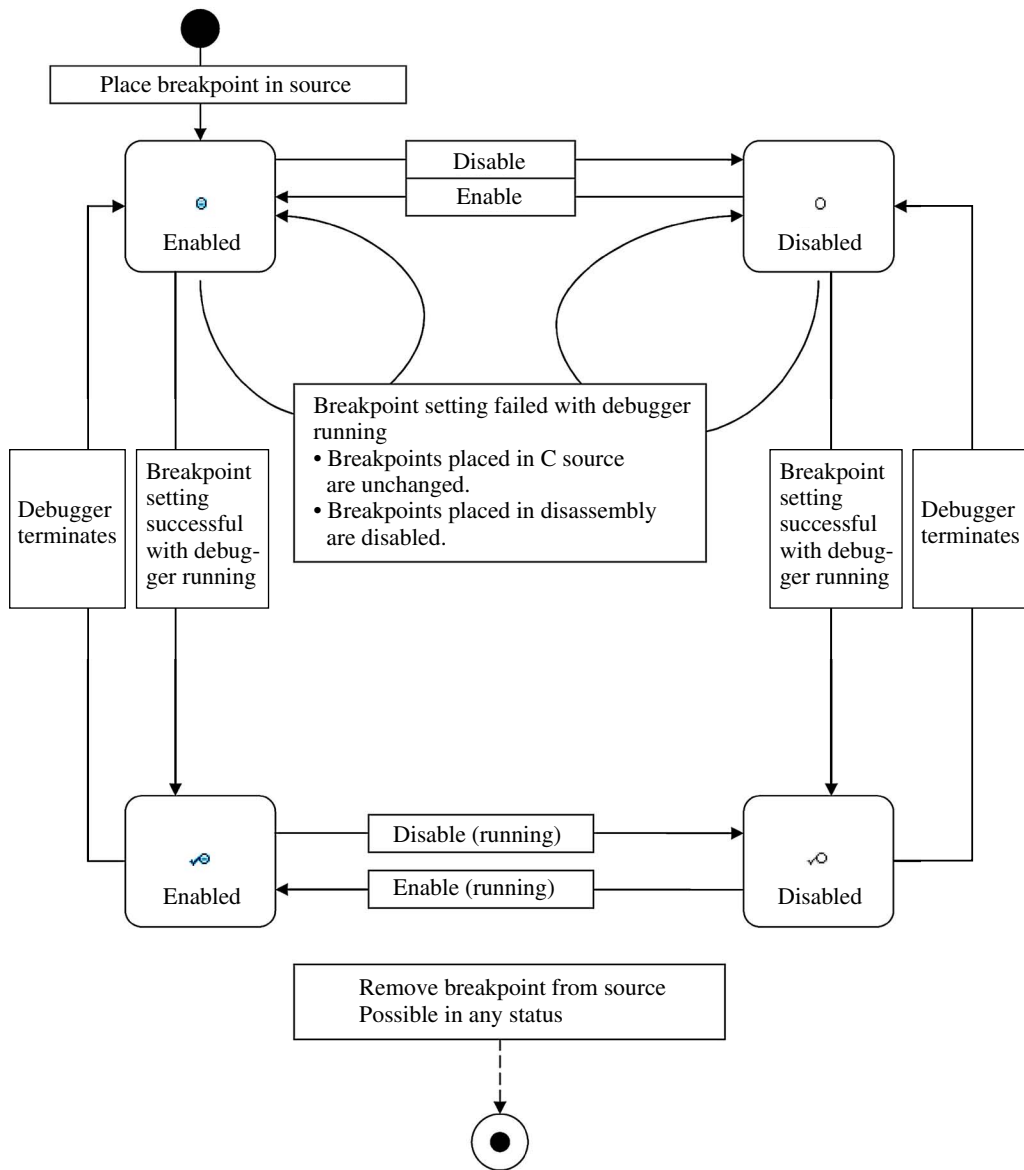 Place breakpoint in source
Disable
Enable
Enabled
Disabled
Breakpoint setting failed with debugger
running
• Breakpoints placed in C source
are unchanged.
• Breakpoints placed in disassembly
are disabled.
Debugger
terminates
Breakpoint
setting
successful
with debug-
ger running
Breakpoint
setting
successful
with debug-
ger running
Debugger
terminates
Disable (running)
Enable (running)
Enabled
Disabled
Remove breakpoint from source
Possible in any status